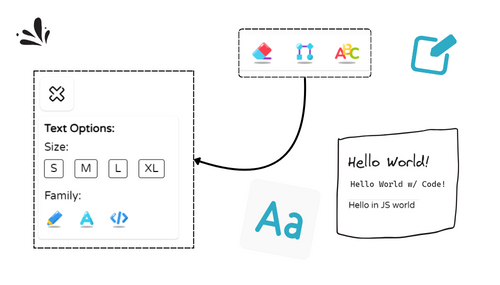 ABC
Text Options:
Size:
S M L XL
Family:
A </>
Aa
Hello World!
Hello World w/ Code!
Hello in JS world